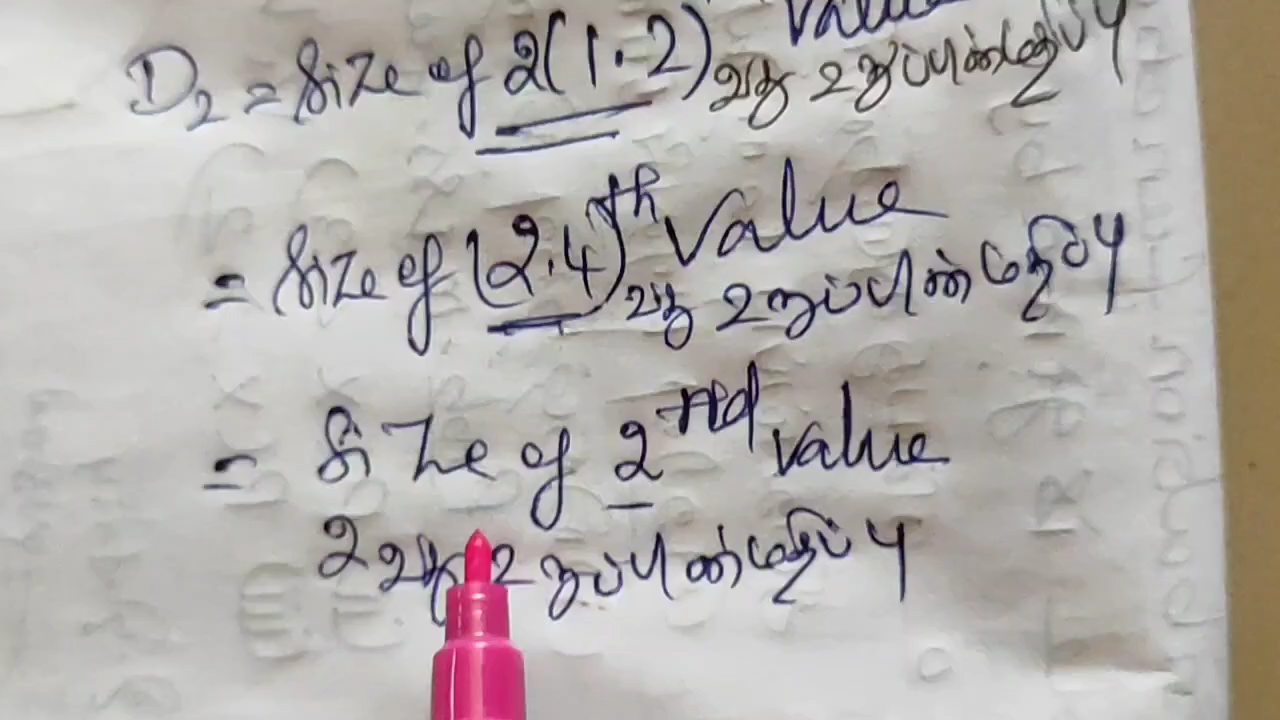 D2 = Size of 2(1.2) Value
வது உறுப்பின் மதிப்பு
= Size of (2.4)th Value
வது உறுப்பின் மதிப்பு
= Size of 2nd value
2 வது உறுப்பின் மதிப்பு